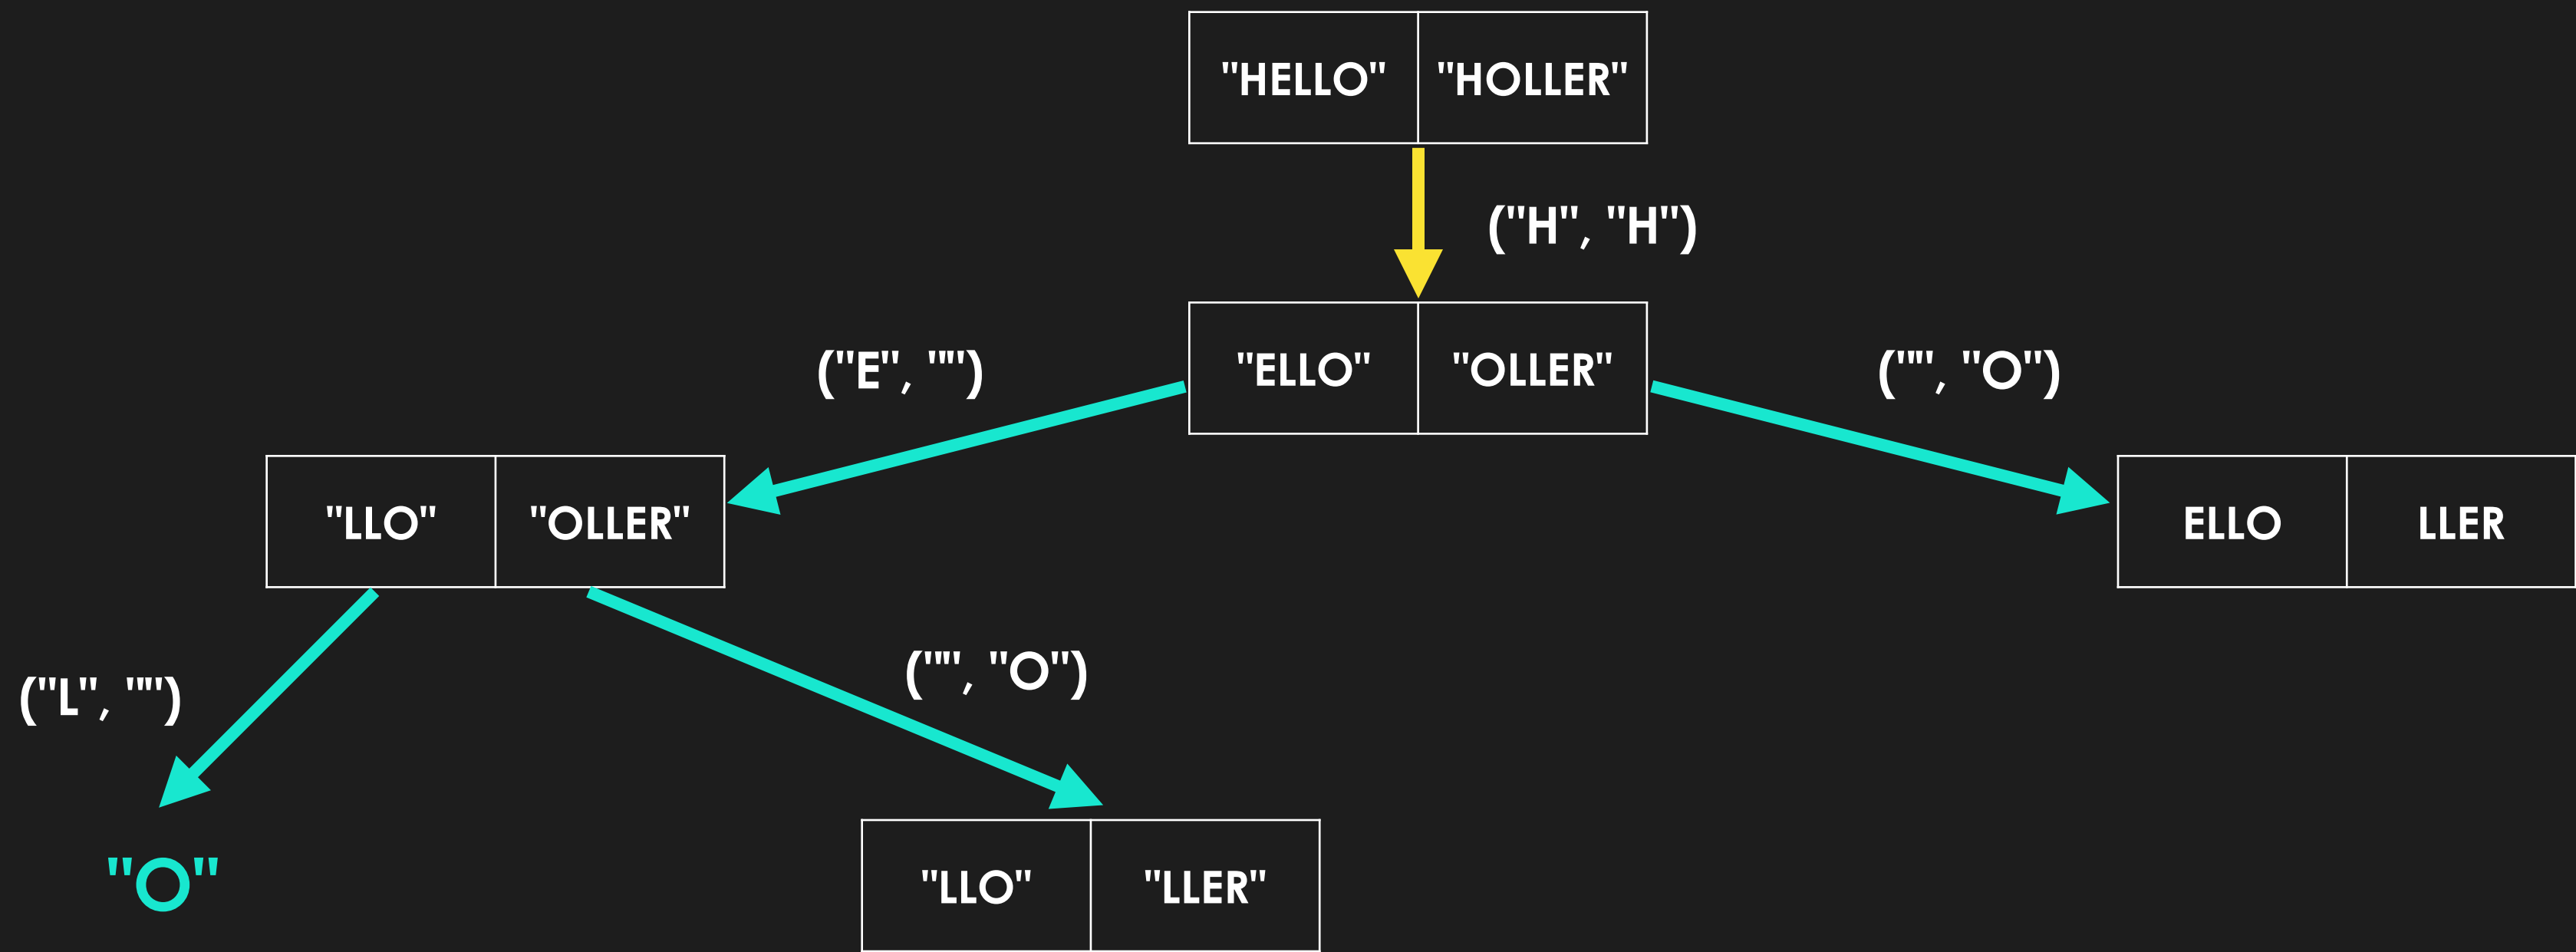 "HELLO" "HOLLER"
("H", "H")
("E", "")
"ELLO" "OLLER"
("", "O")
"LLO" "OLLER"
ELLO LLER
("L", "")
("", "O")
"O"
"LLO" "LLER"